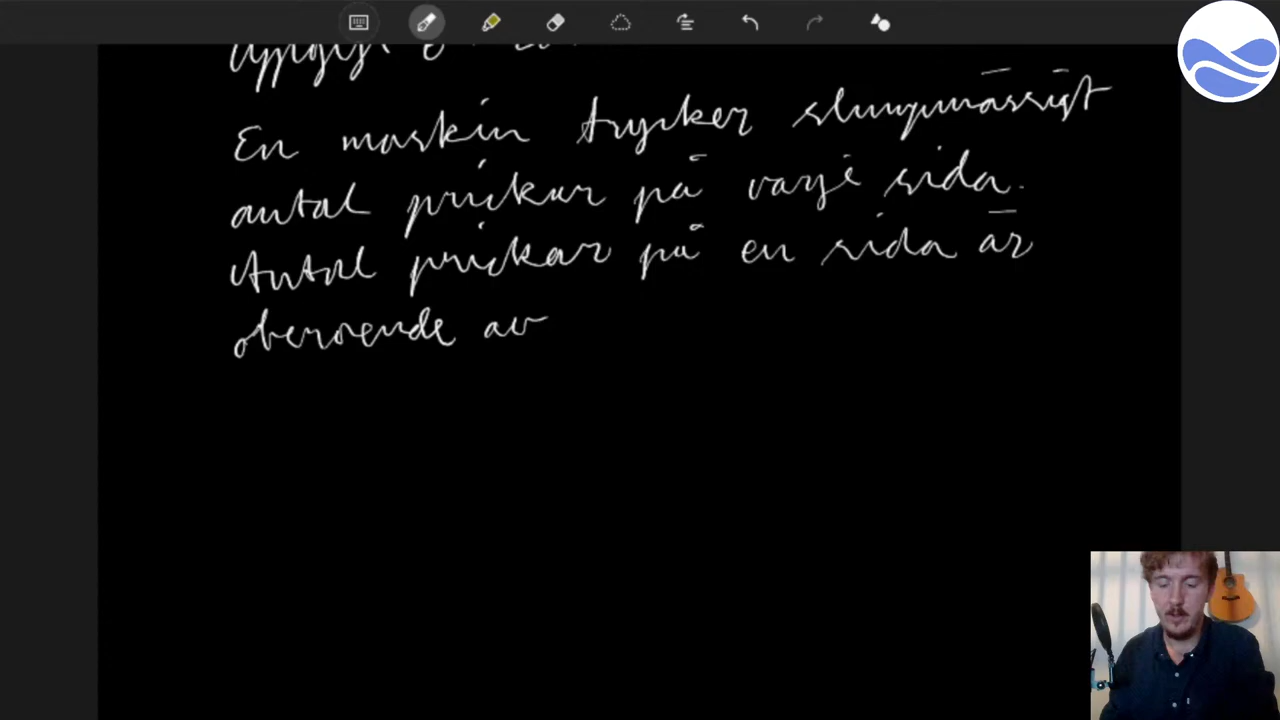 En maskin trycker slumpmässigt
antal prickar på varje sida.
Antal prickar på en sida är
oberoende av